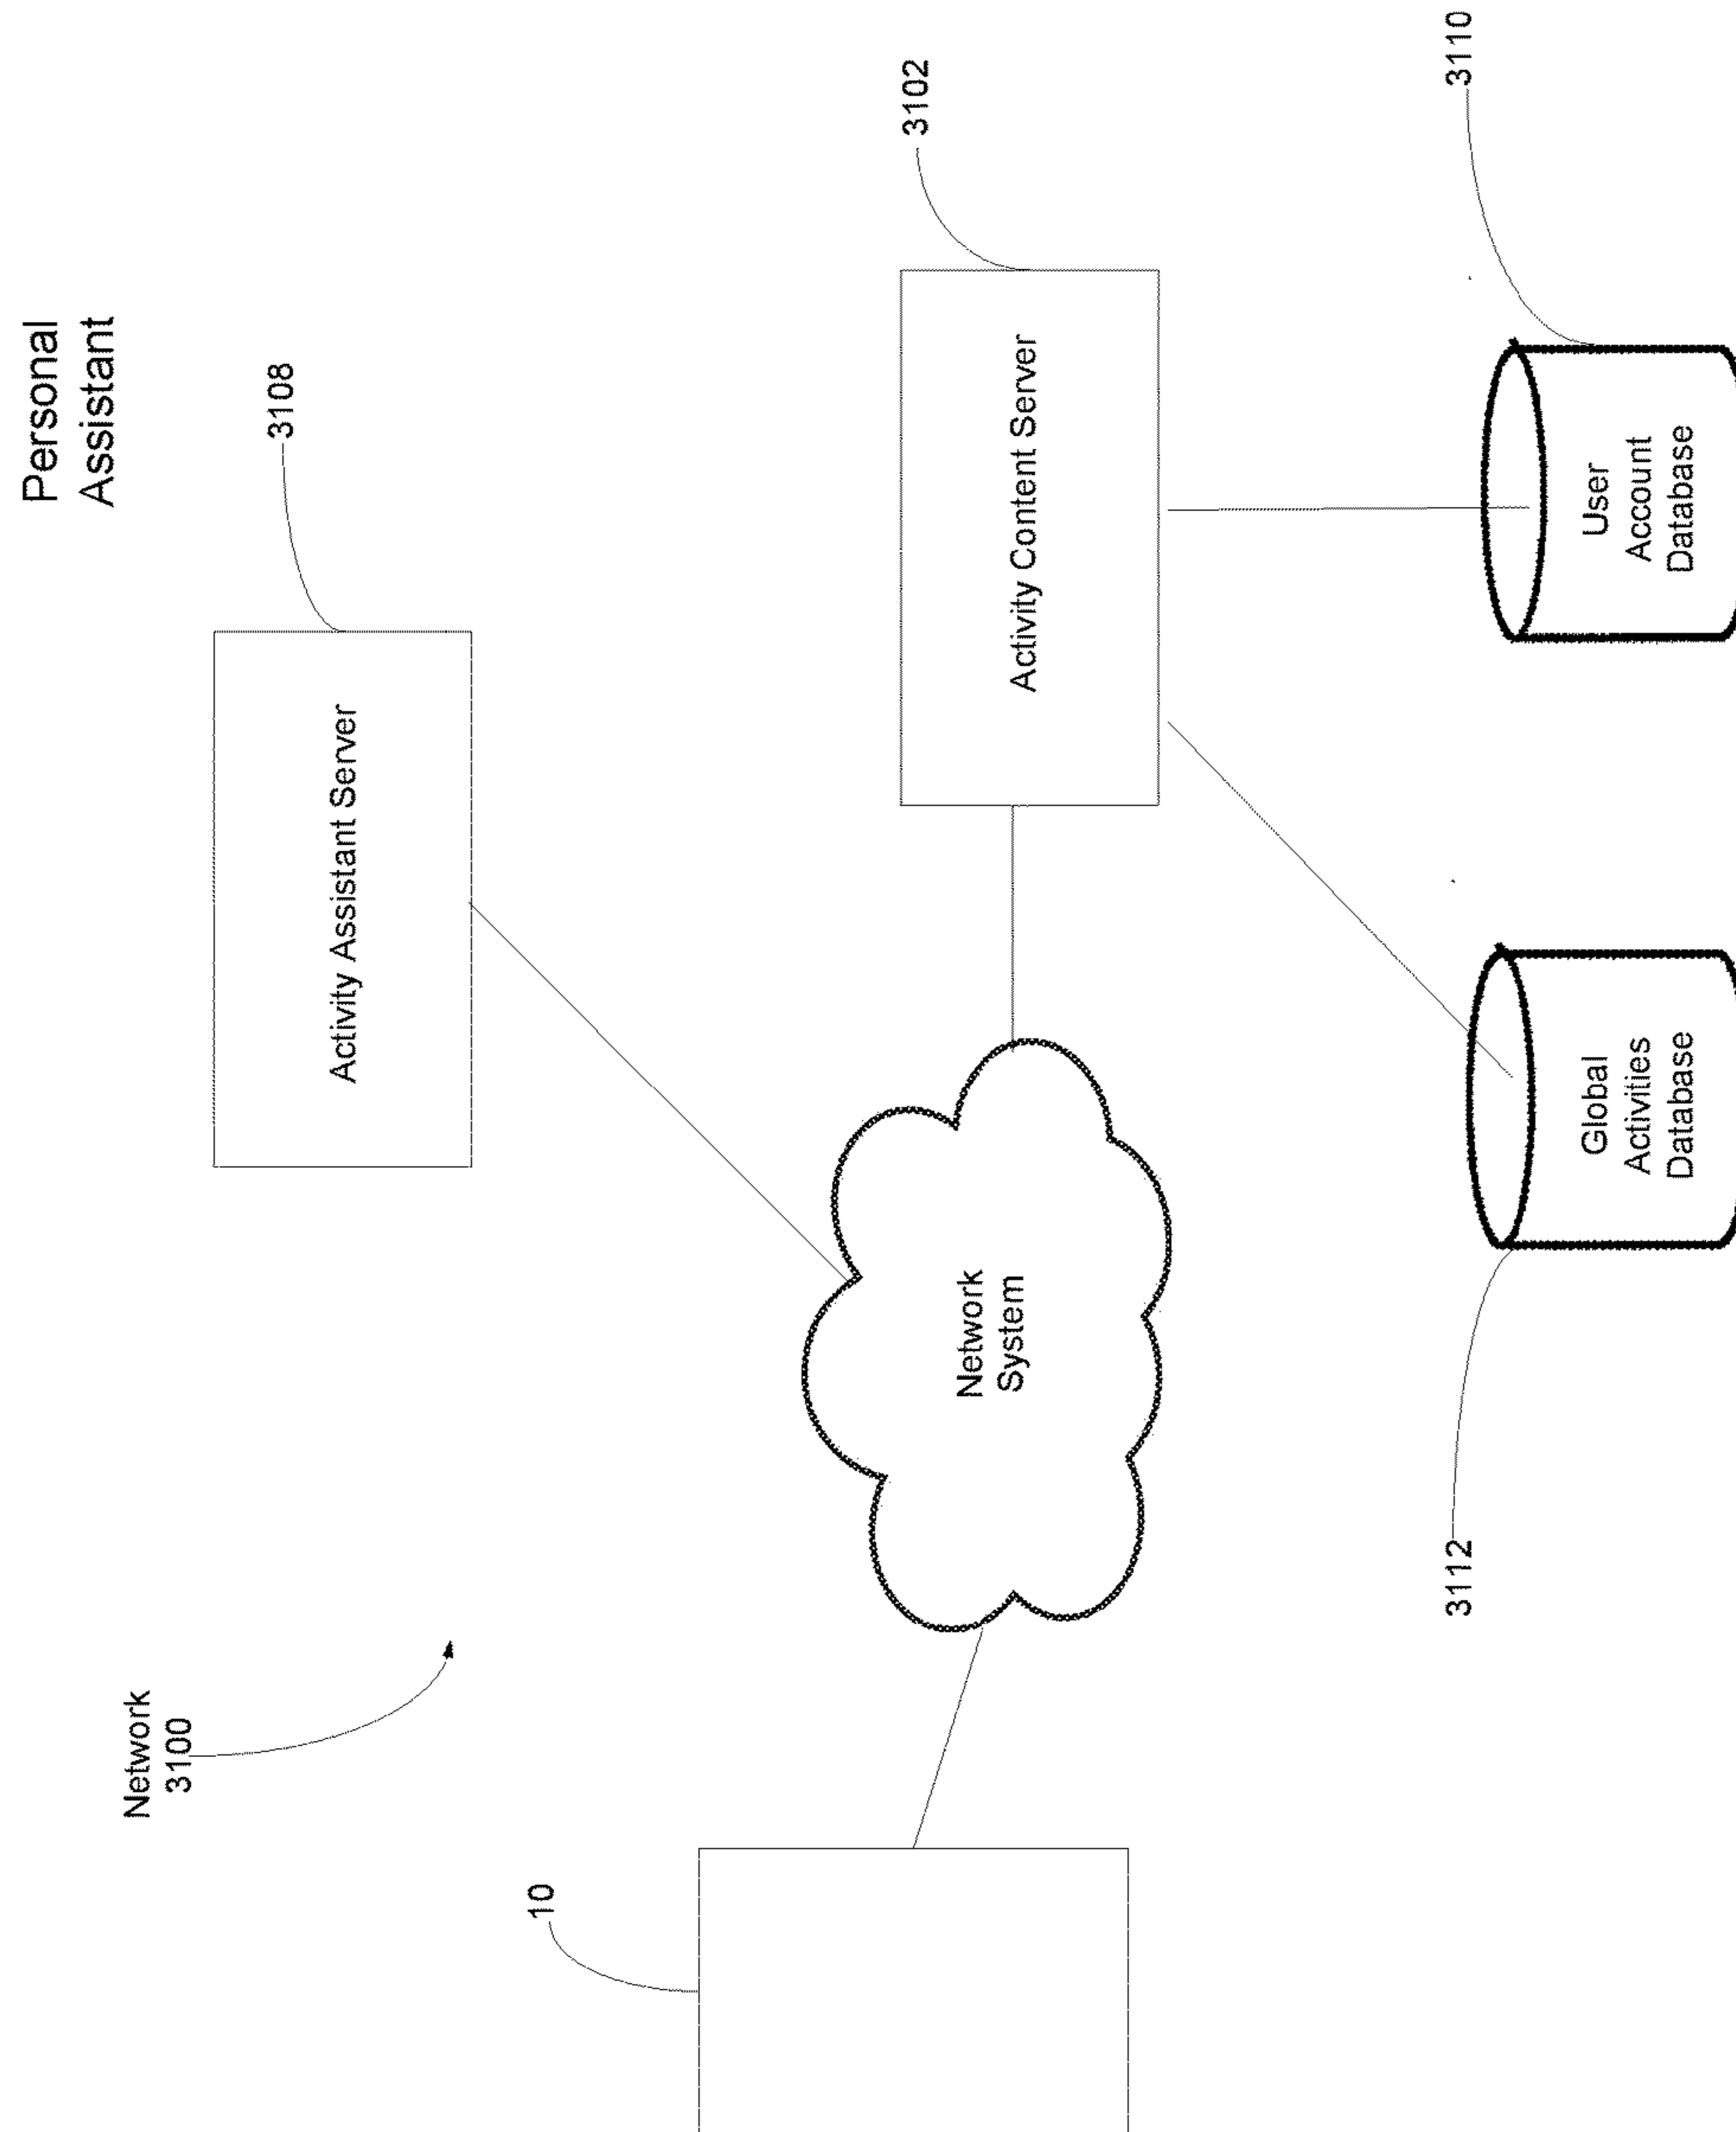 Personal
Assistant
Network
3100
3108
Activity Assistant Server
10
3102
Network
System
Activity Content Server
3112
3110
Global
Activities
Database
User
Account
Database